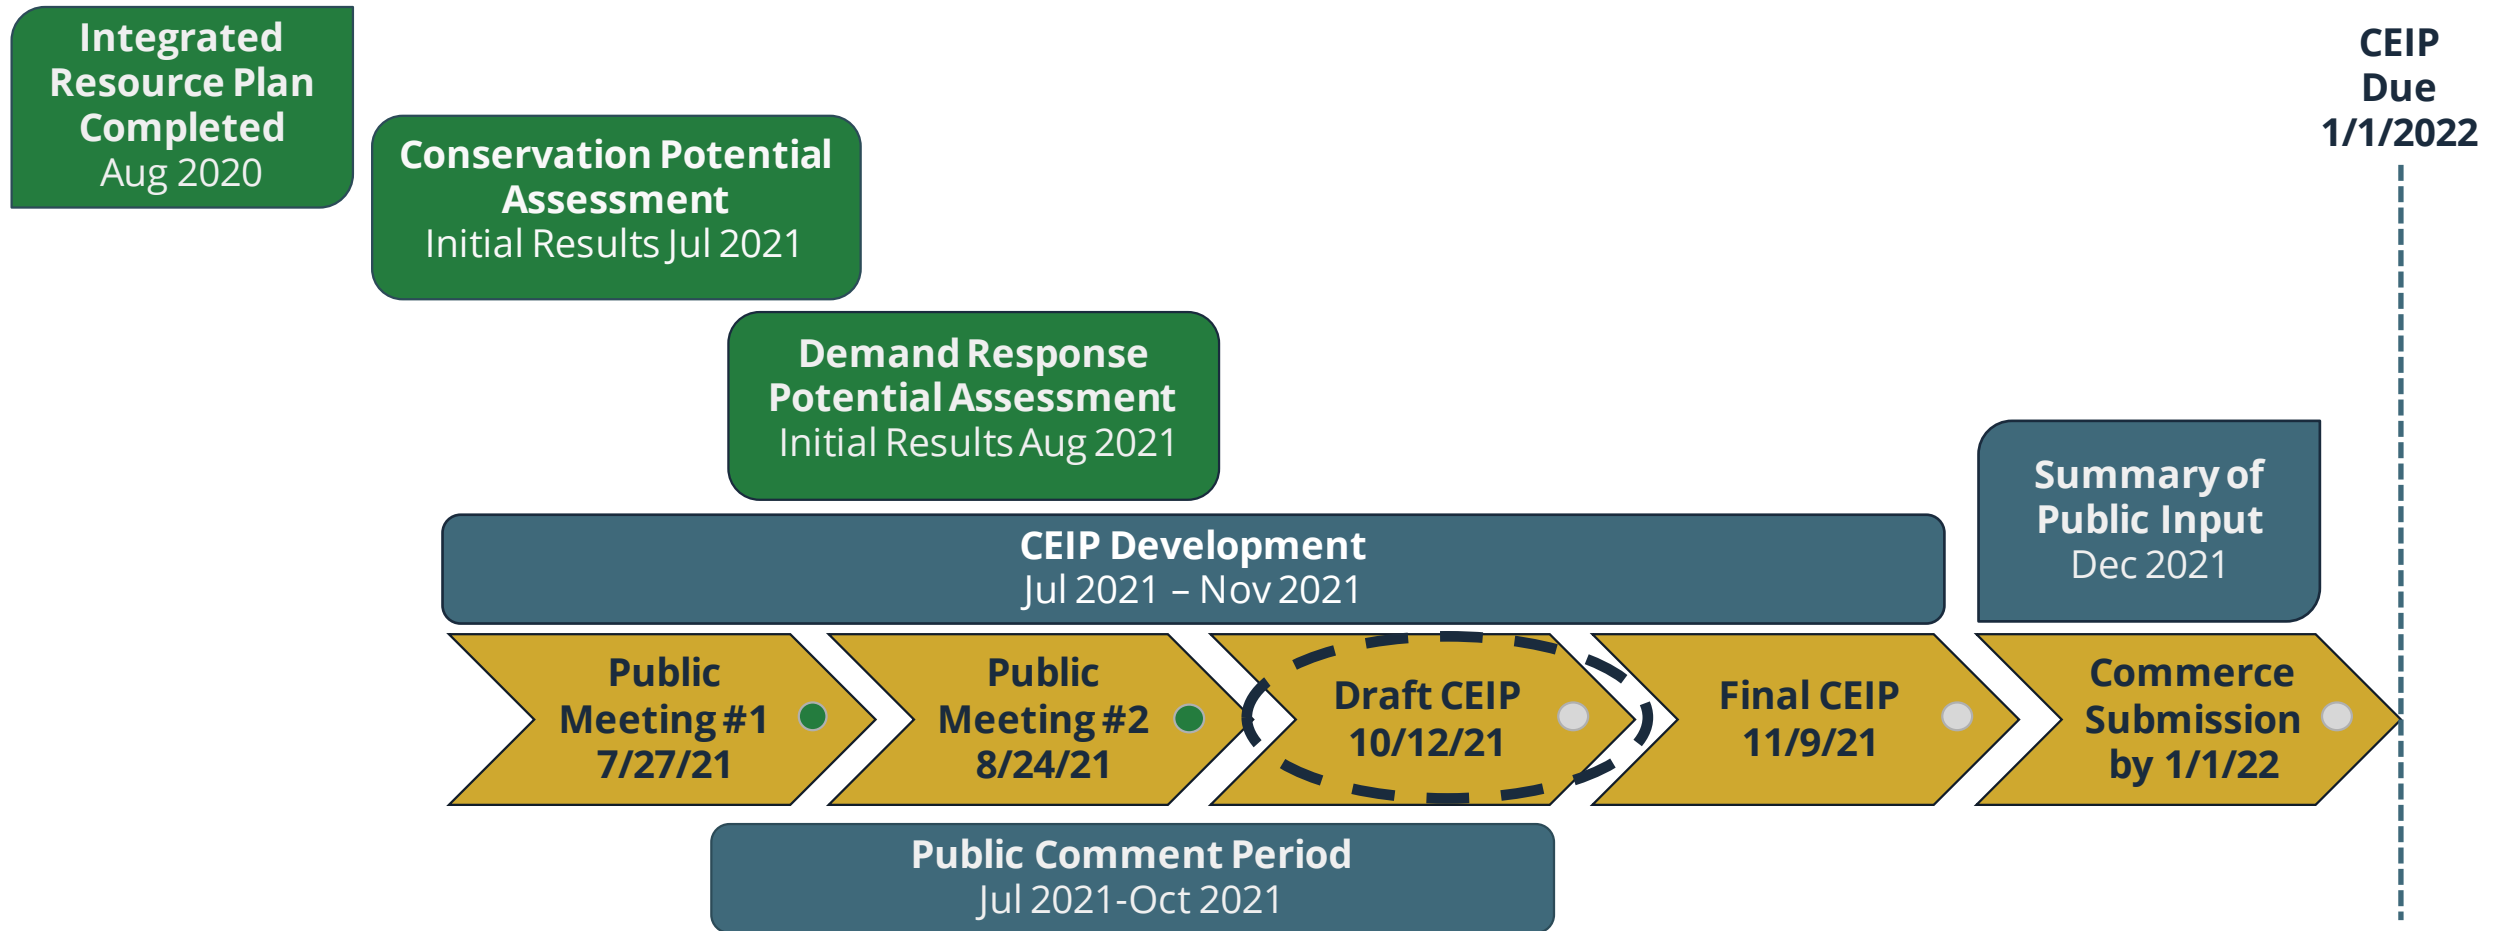 Integrated
Resource Plan
Completed
Aug 2020
CEIP
Due
1/1/2022
Conservation Potential
Assessment
Initial Results Jul 2021
Demand Response
Potential Assessment
Initial Results Aug 2021
Summary of
Public Input
Dec 2021
CEIP Development
Jul 2021 – Nov 2021
Public
Meeting #1
7/27/21
Public
Meeting #2
8/24/21
Draft CEIP
10/12/21
Final CEIP
11/9/21
Commerce
Submission
by 1/1/22
Public Comment Period
Jul 2021-Oct 2021